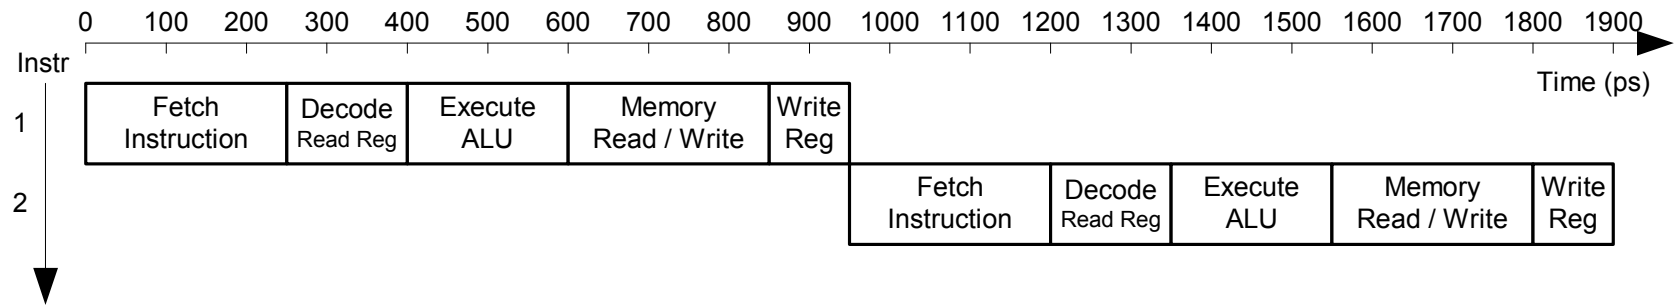 0 100 200 300 400 500 600 700 800 900 1000 1100 1200 1300 1400 1500 1600 1700 1800 1900
Instr
Time (ps)
1
Fetch
Instruction
Decode
Read Reg
Execute
ALU
Memory
Read / Write
Write
Reg
2
Fetch
Instruction
Decode
Read Reg
Execute
ALU
Memory
Read / Write
Write
Reg